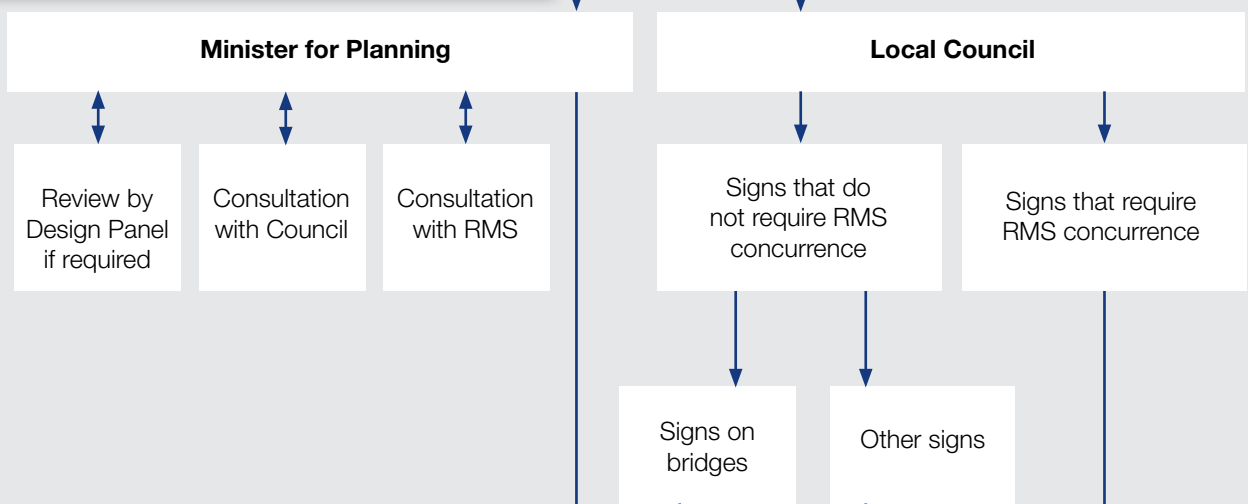 Minister for Planning
Local Council
Review by
Design Panel
if required
Consultation
with Council
Consultation
with RMS
Signs that do
not require RMS
concurrence
Signs that require
RMS concurrence
Signs on
bridges
Other signs